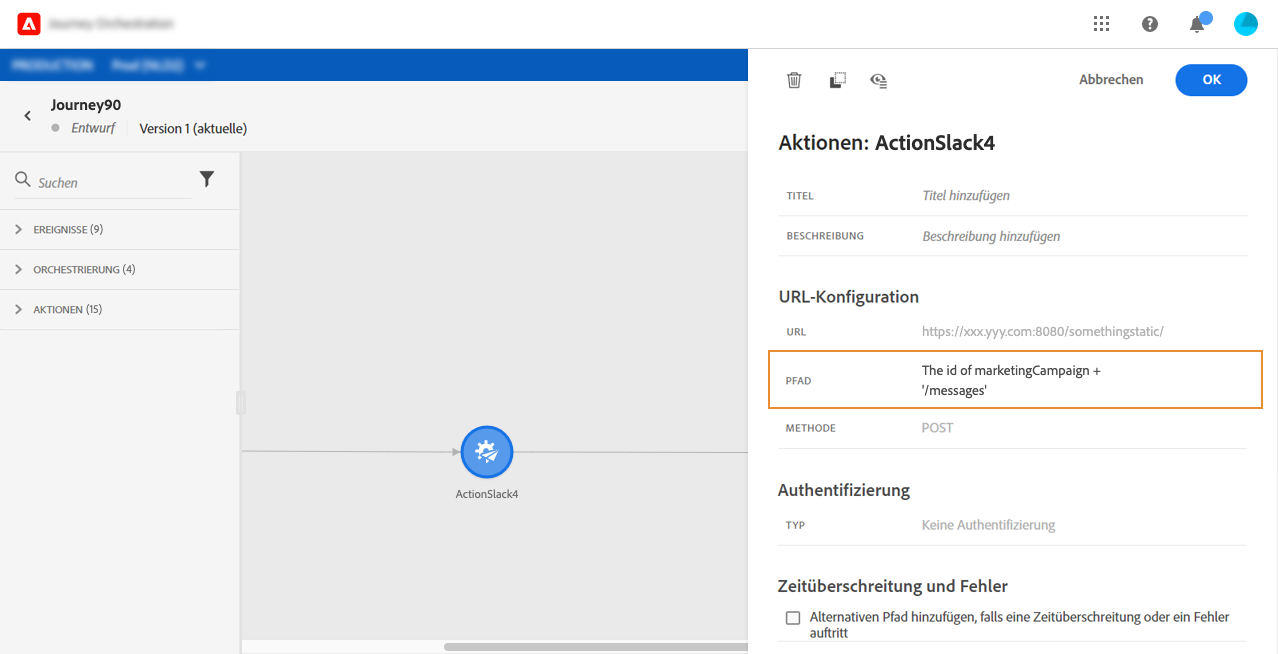 Journey90
Entwurf
Version 1 (aktuelle)
Suchen
EREIGNISSE (9)
ORCHESTRIERUNG (4)
AKTIONEN (15)
ActionSlack4
Abbrechen
OK
Aktionen: ActionSlack4
TITEL
Titel hinzufügen
BESCHREIBUNG
Beschreibung hinzufügen
URL-Konfiguration
URL
https://xxx.yyy.com:8080/somethingstatic/
PFAD
The id of marketingCampaign +
'/messages'
METHODE
POST
Authentifizierung
TYP
Keine Authentifizierung
Zeitüberschreitung und Fehler
Alternativen Pfad hinzufügen, falls eine Zeitüberschreitung oder ein Fehler
auftritt